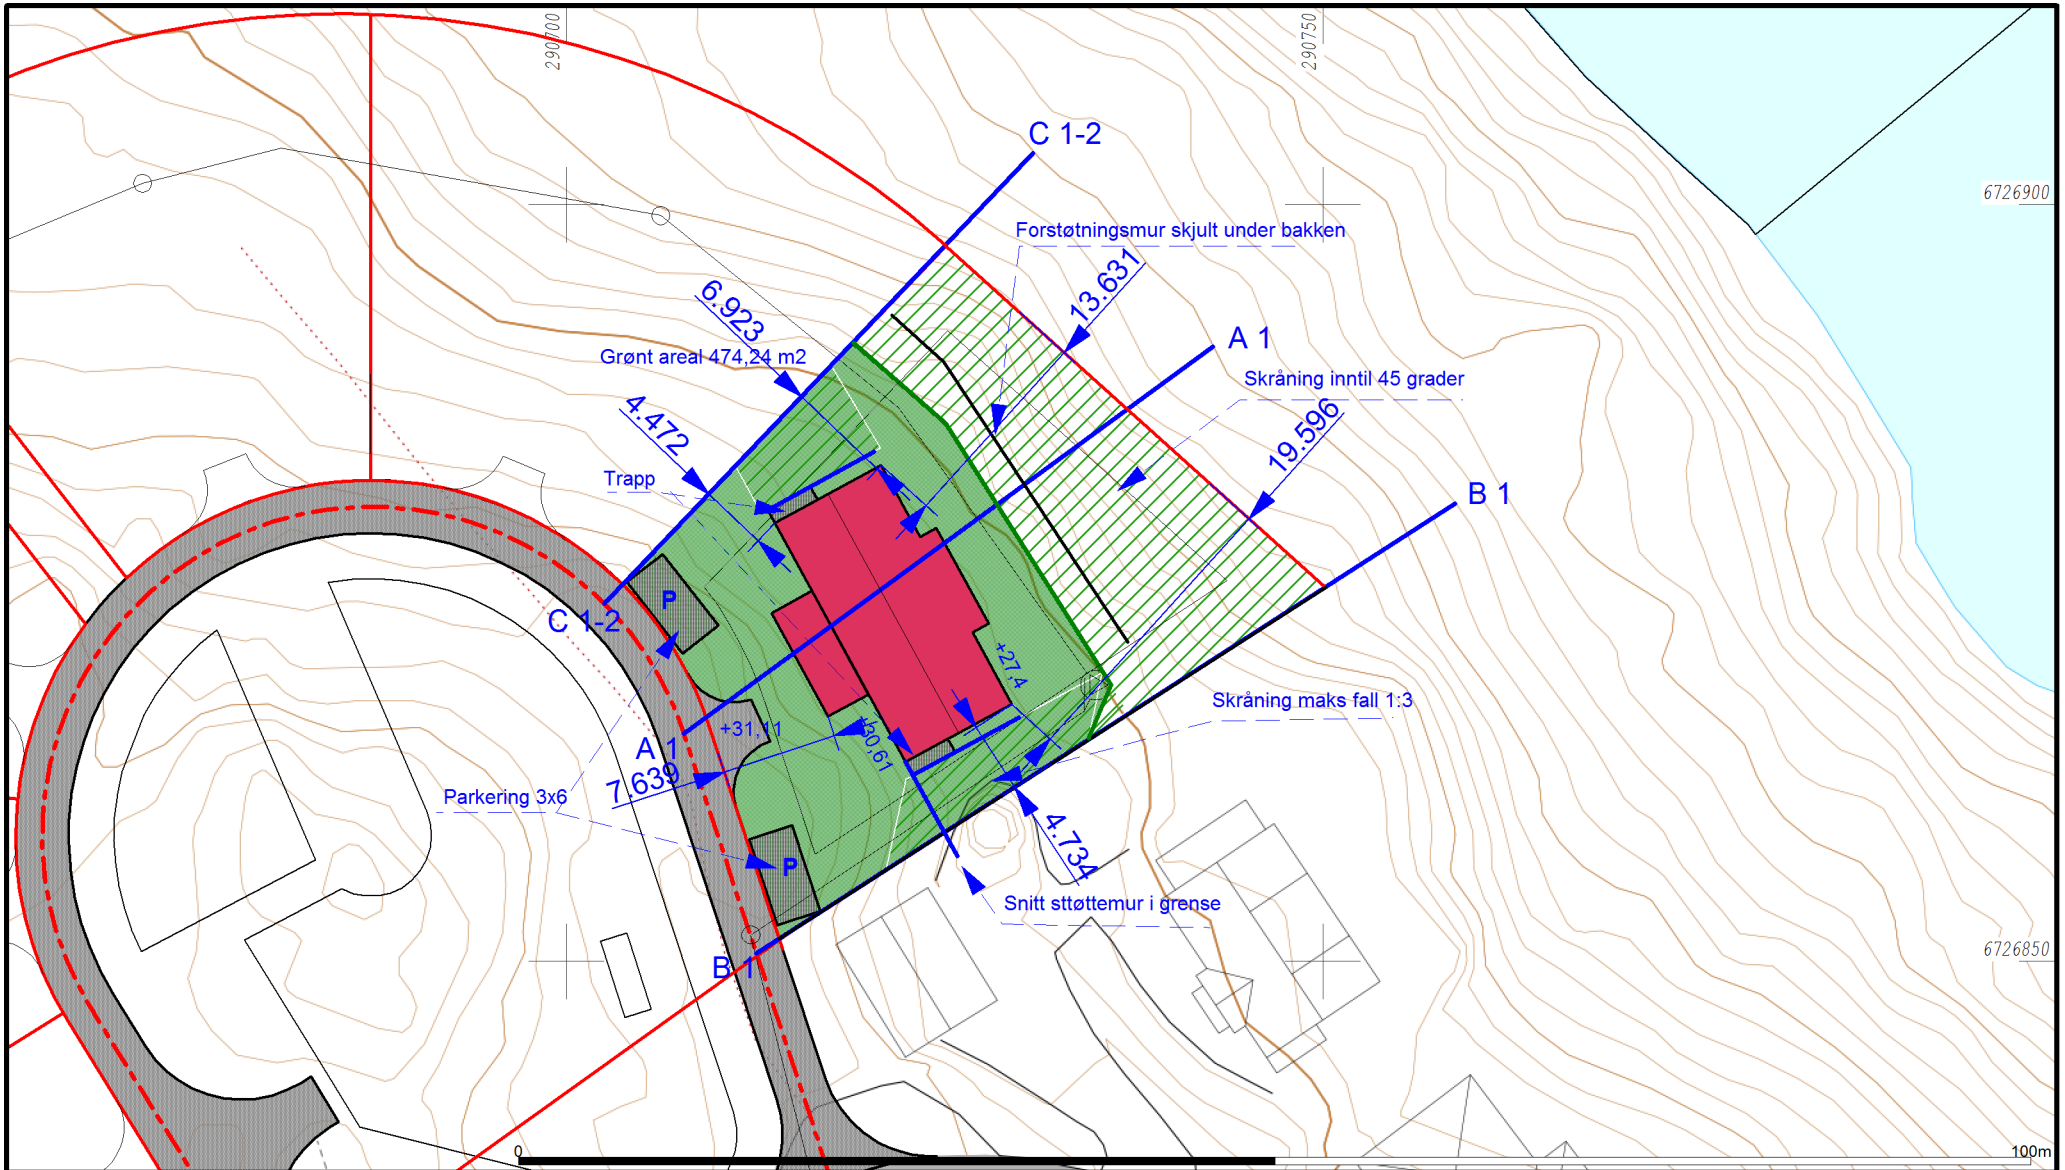 290700
290750
C 1-2
6726900
Forstøtningsmur skjult under bakken
13.631
6.923
A 1
Grønt areal 474,24 m2
Skråning inntil 45 grader
4.472
19.596
Trapp
B 1
P
C 1-2
+27,4
Skråning maks fall 1:3
+31,11
+30,61
A 1
7.639
Parkering 3x6
4.734
P
Snitt sttøttemur i grense
6726850
B 1
0
100m